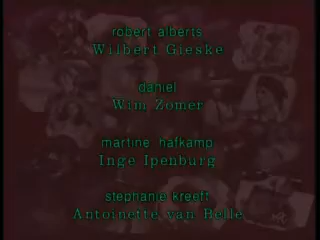 robert alberts
Wilbert Gieske
daniel
Wim Zomer
martine hafkamp
Inge Ipenburg
stephanie kreeft
Antoinette van Belle